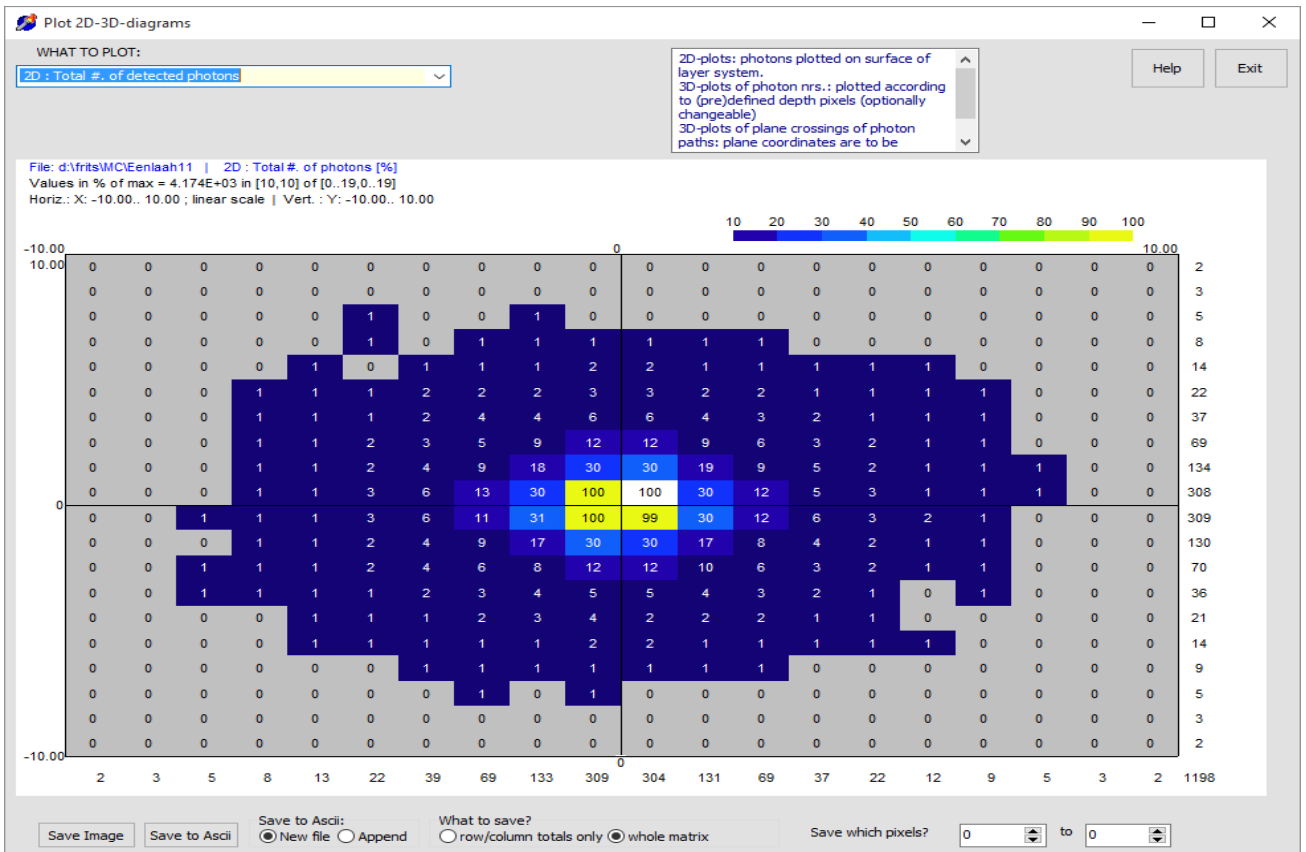 Plot 2D-3D-diagrams
WHAT TO PLOT:
2D : Total #. of detected photons
2D-plots: photons plotted on surface of
layer system.
3D-plots of photon nrs.: plotted according
to (pre)defined depth pixels (optionally
changeable)
3D-plots of plane crossings of photon
paths: plane coordinates are to be
Help Exit
File: d:\frits\MC\Eenlaah11 | 2D : Total #. of photons [%]
Values in % of max = 4.174E+03 in [10,10] of [0..19,0..19]
Horiz.: X: -10.00.. 10.00 ; linear scale | Vert. : Y: -10.00.. 10.00
10 20 30 40 50 60 70 80 90 100
-10.00 0 10.00
10.00 0 0 0 0 0 0 0 0 0 0 0 0 0 0 0 0 0 0 0 0 2
0 0 0 0 0 0 0 0 0 0 0 0 0 0 0 0 0 0 0 0 3
0 0 0 0 0 1 0 0 1 0 0 0 0 0 0 0 0 0 0 0 5
0 0 0 0 0 1 0 1 1 1 1 1 1 0 0 0 0 0 0 0 8
0 0 0 0 1 0 1 1 1 2 2 1 1 1 1 1 0 0 0 0 14
0 0 0 1 1 1 2 2 2 3 3 2 2 1 1 1 1 0 0 0 22
0 0 0 1 1 1 2 4 4 6 6 4 3 2 1 1 1 0 0 0 37
0 0 0 1 1 2 3 5 9 12 12 9 6 3 2 1 1 0 0 0 69
0 0 0 1 1 2 4 9 18 30 30 19 9 5 2 1 1 1 0 0 134
0 0 0 1 1 3 6 13 30 100 100 30 12 5 3 1 1 1 0 0 308
0
0 0 1 1 1 3 6 11 31 100 99 30 12 6 3 2 1 0 0 0 309
0 0 0 1 1 2 4 9 17 30 30 17 8 4 2 1 1 0 0 0 130
0 0 1 1 1 2 4 6 8 12 12 10 6 3 2 1 1 0 0 0 70
0 0 1 1 1 1 2 3 4 5 5 4 3 2 1 0 1 0 0 0 36
0 0 0 0 1 1 1 2 3 4 2 2 2 1 1 0 0 0 0 0 21
0 0 0 0 1 1 1 1 1 2 2 1 1 1 1 1 0 0 0 0 14
0 0 0 0 0 0 1 1 1 1 1 1 1 0 0 0 0 0 0 0 9
0 0 0 0 0 0 0 1 0 1 0 0 0 0 0 0 0 0 0 0 5
0 0 0 0 0 0 0 0 0 0 0 0 0 0 0 0 0 0 0 0 3
0 0 0 0 0 0 0 0 0 0 0 0 0 0 0 0 0 0 0 0 2
-10.00 0
2 3 5 8 13 22 39 69 133 309 304 131 69 37 22 12 9 5 3 2 1198
Save Image Save to Ascii
Save to Ascii:
New file Append
What to save?
row/column totals only whole matrix
Save which pixels? 0 to 0